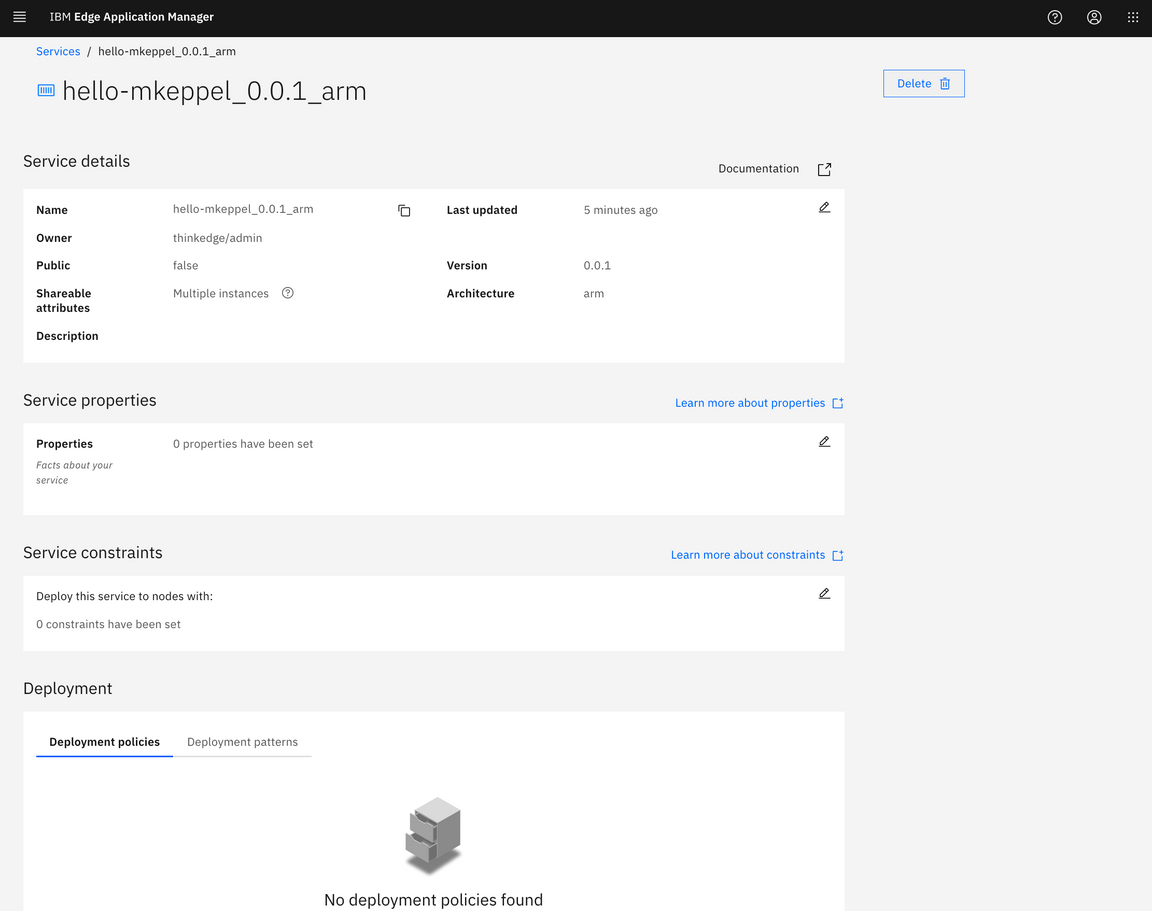 IBM Edge Application Manager
Services / hello-mkeppel_0.0.1_arm
hello-mkeppel_0.0.1_arm
Delete
Service details
Documentation
Name hello-mkeppel_0.0.1_arm
Last updated 5 minutes ago
Owner thinkedge/admin
Public false
Version 0.0.1
Shareable attributes Multiple instances
Architecture arm
Description
Service properties
Learn more about properties
Properties 0 properties have been set
Facts about your
service
Service constraints
Learn more about constraints
Deploy this service to nodes with:
0 constraints have been set
Deployment
Deployment policies Deployment patterns
No deployment policies found